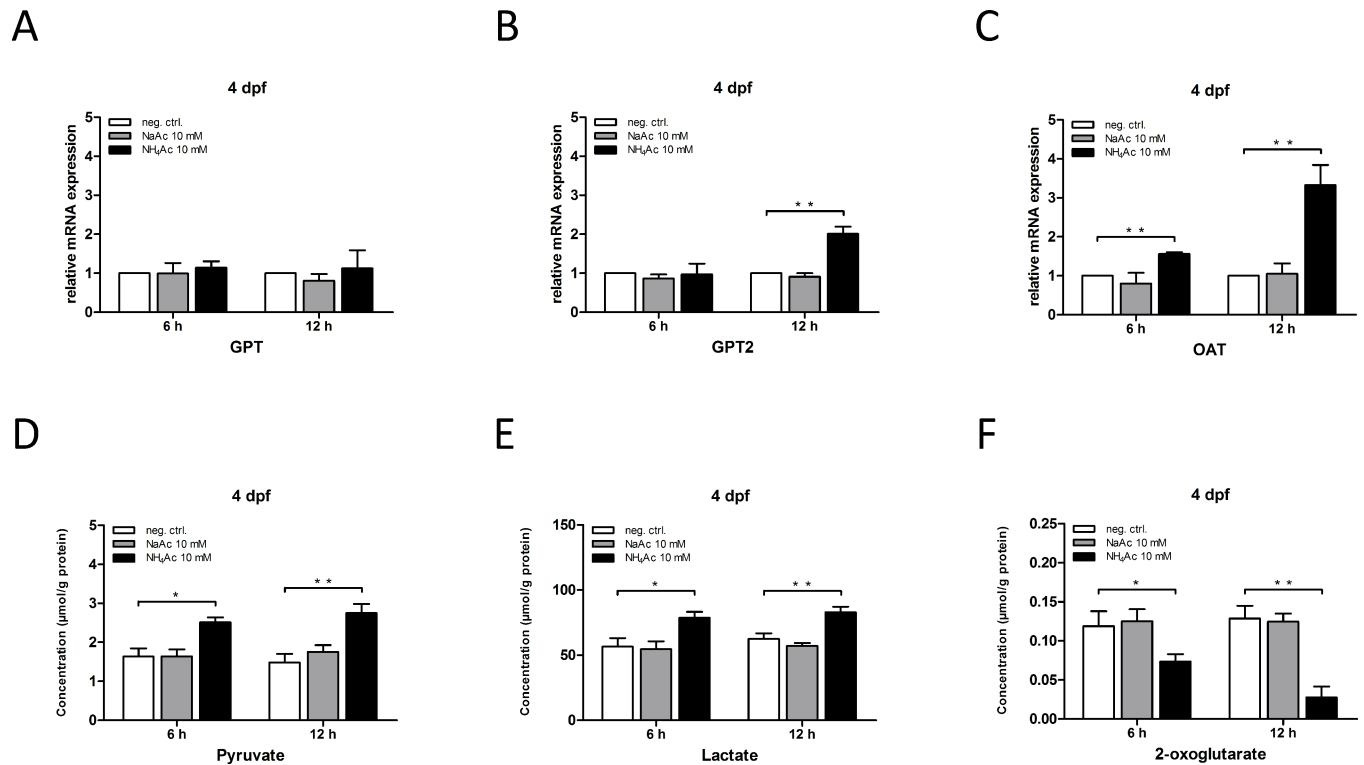 A
4 dpf
neg. ctrl.
NaAc 10 mM
NH₄Ac 10 mM
relative mRNA expression
5
4
3
2
1
0
6 h
12 h
GPT
B
4 dpf
neg. ctrl.
NaAc 10 mM
NH₄Ac 10 mM
relative mRNA expression
5
4
3
2
1
0
* *
6 h
12 h
GPT2
C
4 dpf
neg. ctrl.
NaAc 10 mM
NH₄Ac 10 mM
relative mRNA expression
5
4
3
2
1
0
* *
* *
6 h
12 h
OAT
D
4 dpf
neg. ctrl.
NaAc 10 mM
NH₄Ac 10 mM
Concentration (µmol/g protein)
5
4
3
2
1
0
*
* *
6 h
12 h
Pyruvate
E
4 dpf
neg. ctrl.
NaAc 10 mM
NH₄Ac 10 mM
Concentration (µmol/g protein)
150
100
50
0
*
* *
6 h
12 h
Lactate
F
4 dpf
neg. ctrl.
NaAc 10 mM
NH₄Ac 10 mM
Concentration (µmol/g protein)
0.25
0.20
0.15
0.10
0.05
0.00
*
* *
6 h
12 h
2-oxoglutarate